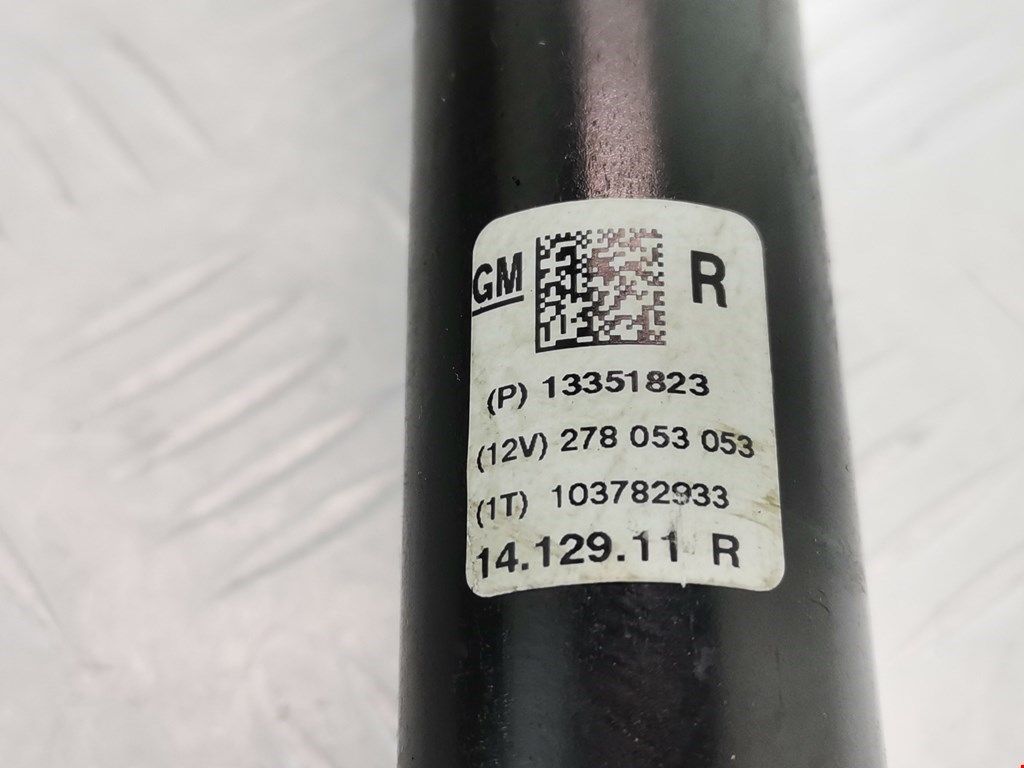 GM R
(P) 13351823
(12V) 278 053 053
(1T) 103782933
14.129.11 R